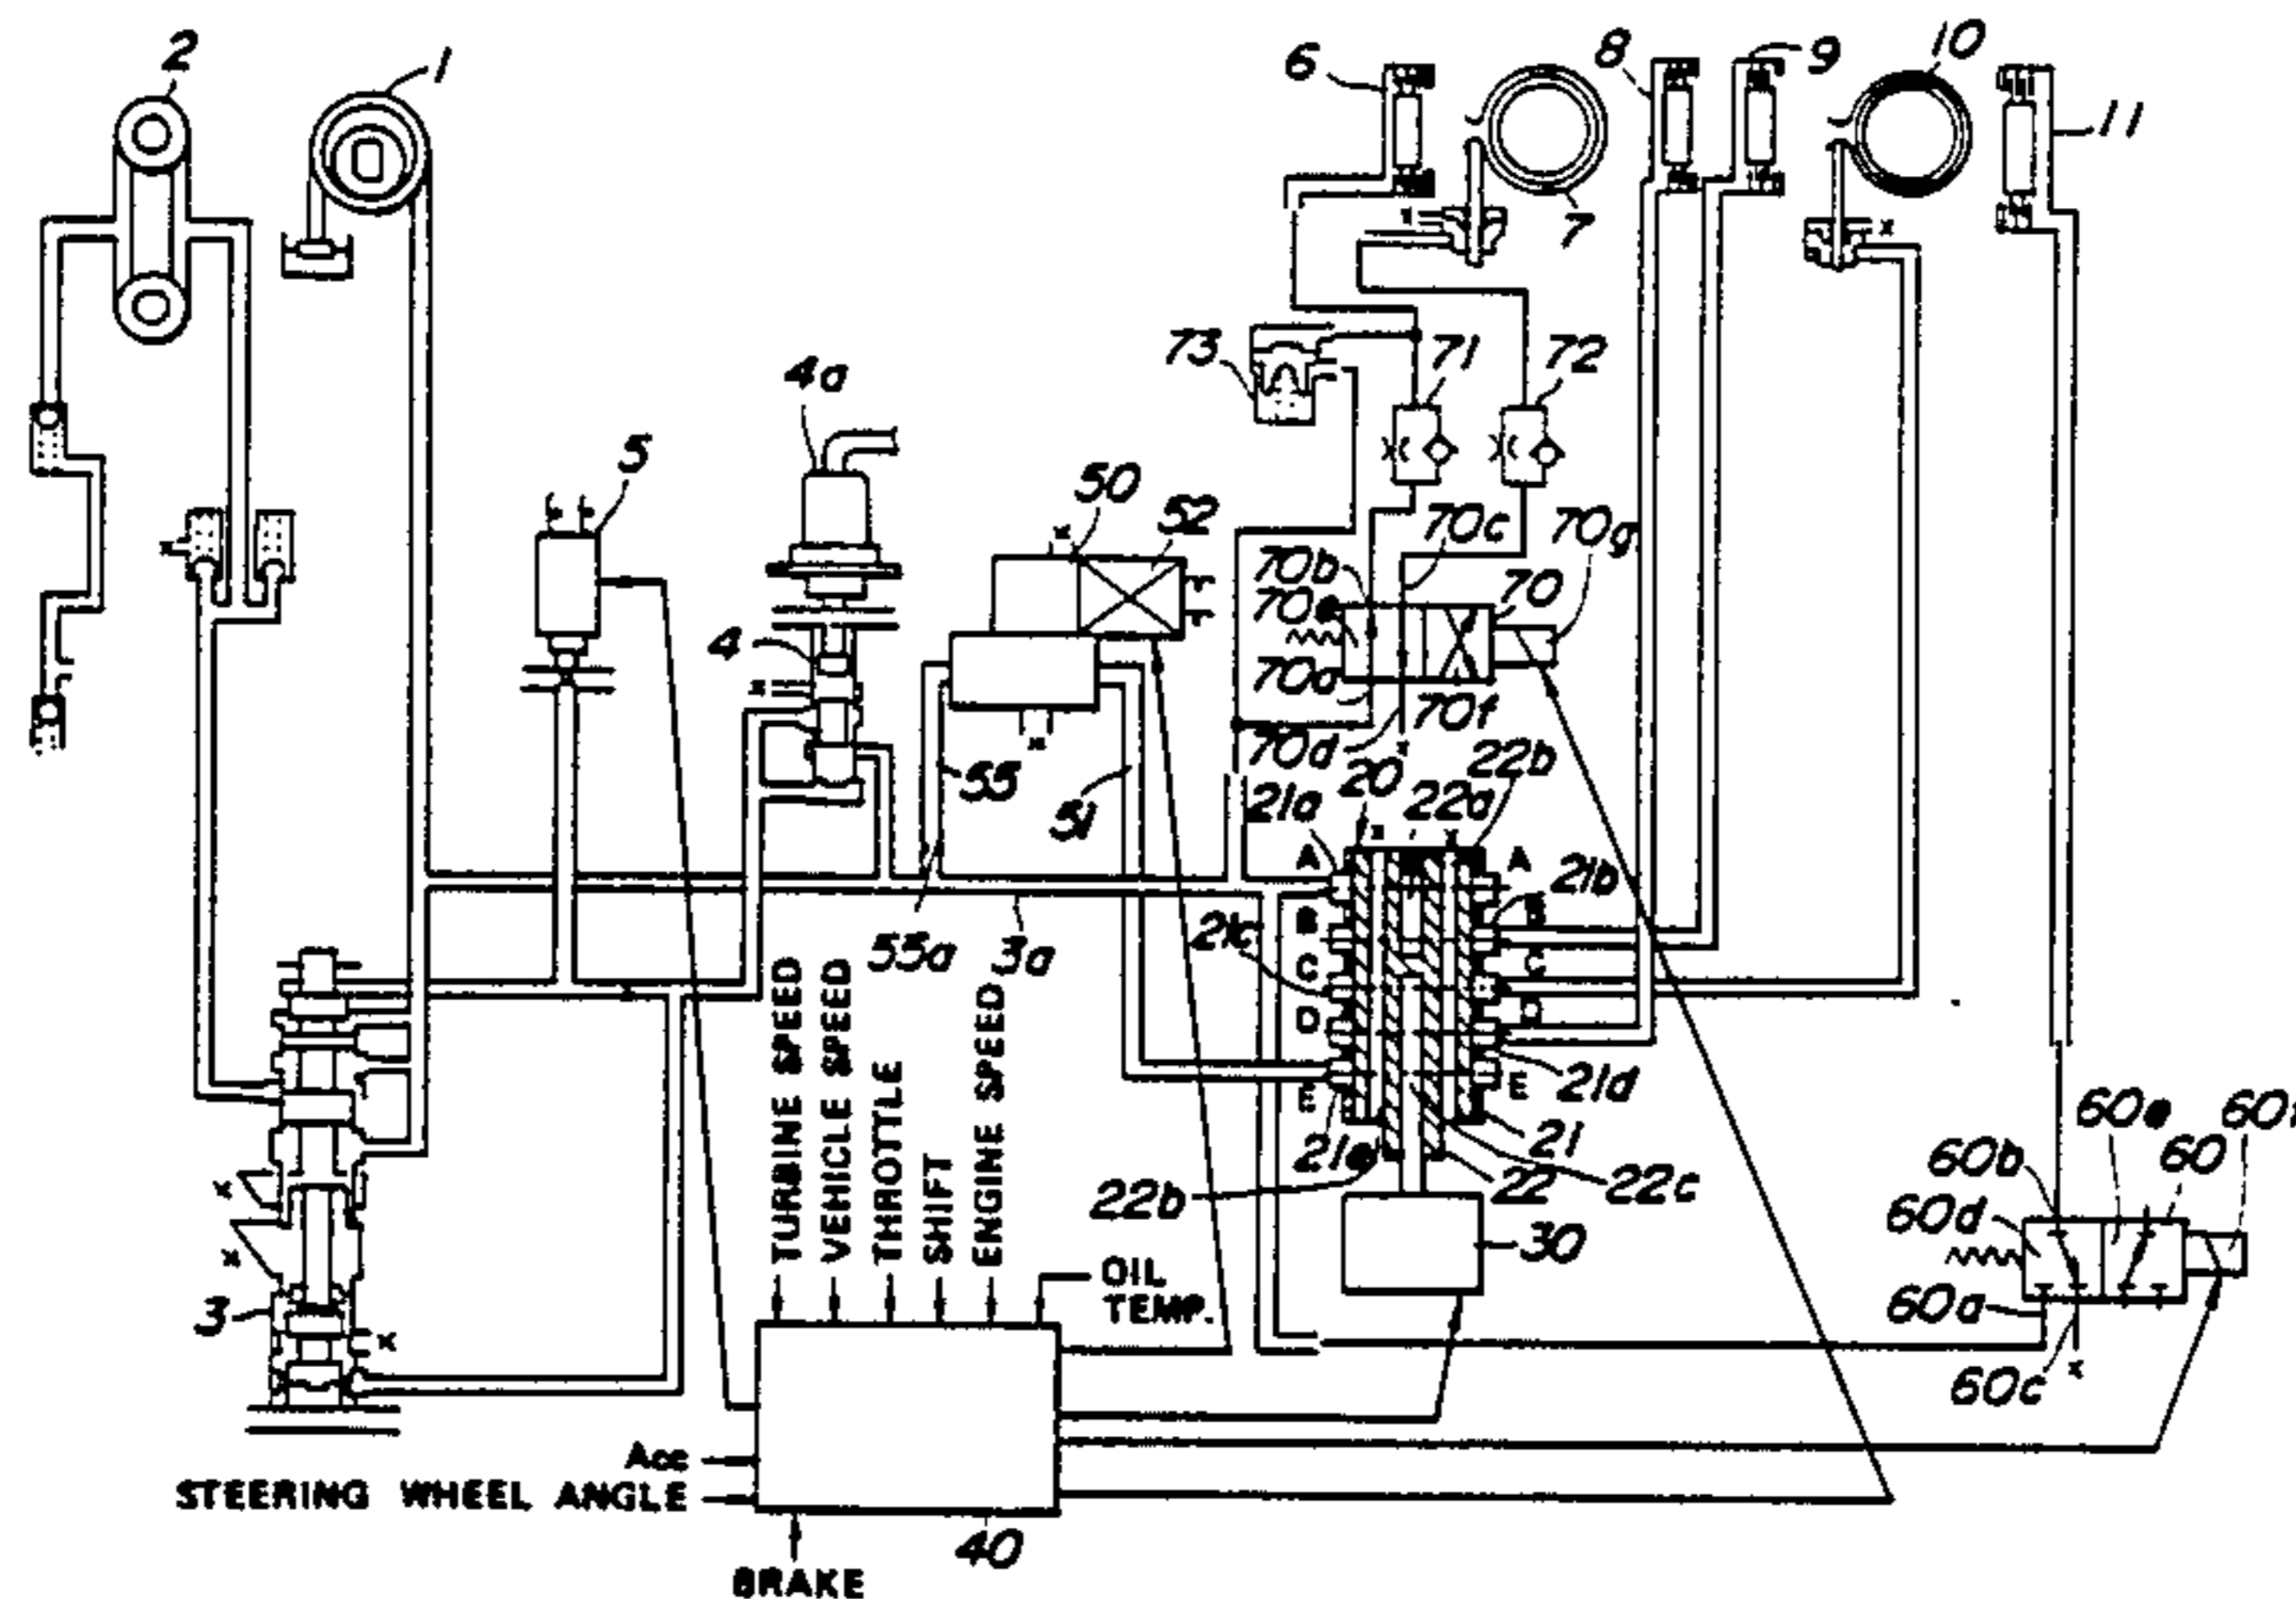 2
1
6
7
8
9
10
11
73
71
72
4a
5
50
52
70c
70g
70b
70
70e
70a
70f
70d
4
55
51
20
22b
21a
22a
A
A
21b
B
B
21c
55a
3a
C
C
D
D
E
E
21d
21e
21
22b
22
22c
30
3
TURBINE SPEED
VEHICLE SPEED
THROTTLE
SHIFT
ENGINE SPEED
OIL
TEMP.
60e
60f
60b
60
60d
60a
60c
Acc
STEERING WHEEL ANGLE
40
BRAKE